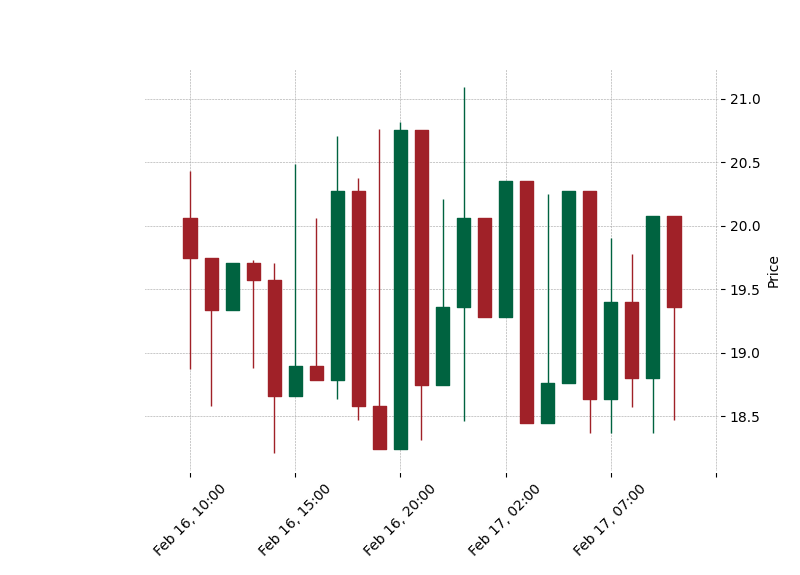 21.0
20.5
20.0
19.5
19.0
18.5
Price
Feb 16, 10:00
Feb 16, 15:00
Feb 16, 20:00
Feb 17, 02:00
Feb 17, 07:00